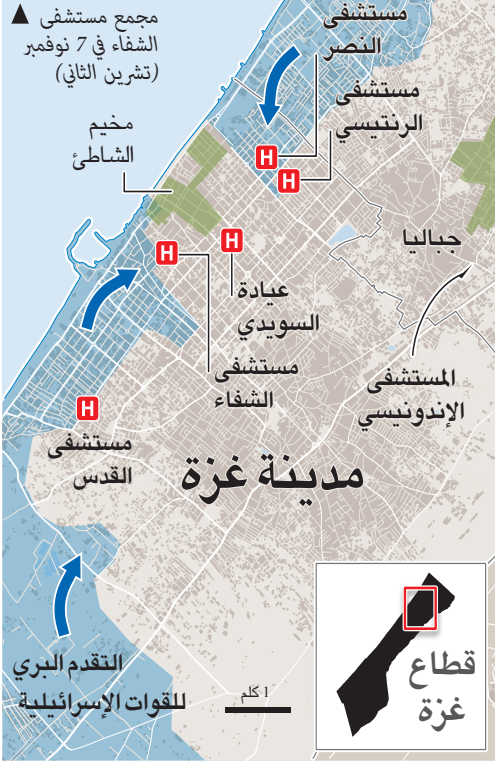 ▲ مجمع مستشفى
الشفاء في 7 نوفمبر
(تشرين الثاني)
مستشفى
النصر
مستشفى
الرنتيسي
مخيم
الشاطئ
H
H
جباليا
H
H
عيادة
السويدي
مستشفى
الشفاء
المستشفى
الإندونيسي
H
مستشفى
القدس
مدينة غزة
التقدم البري
للقوات الإسرائيلية
1 كلم
قطاع
غزة